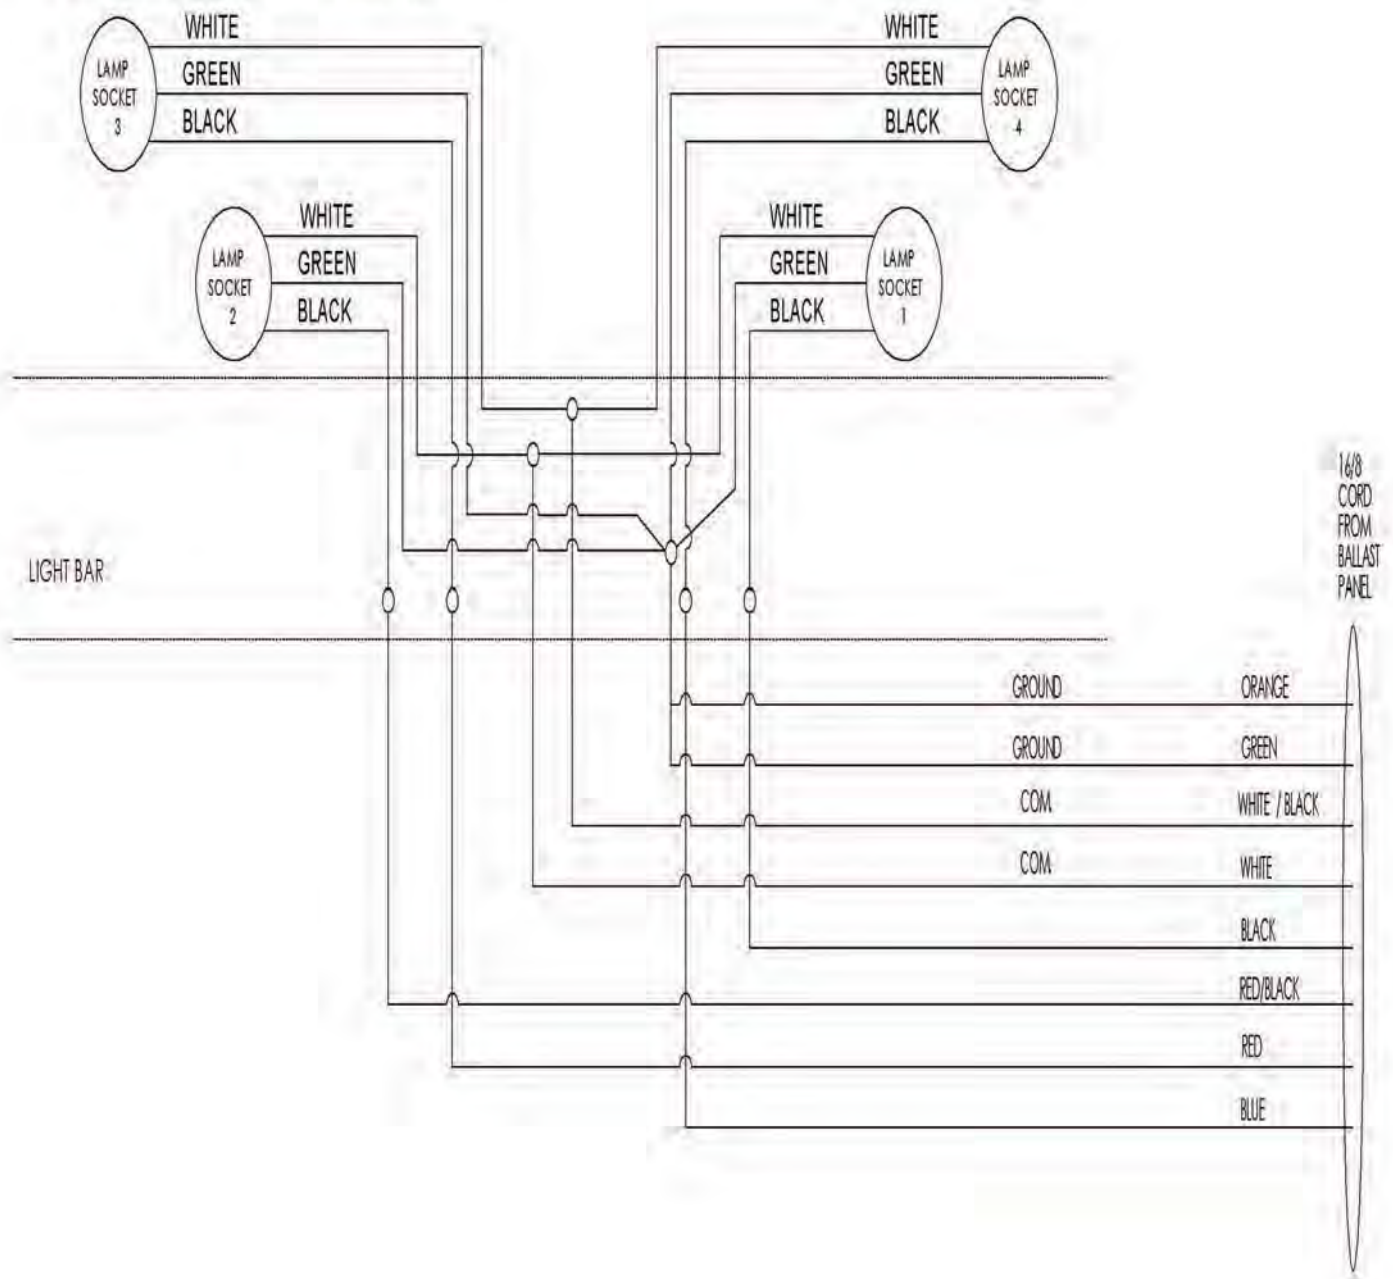 WHITE
GREEN
BLACK
LAMP
SOCKET
3
WHITE
GREEN
BLACK
LAMP
SOCKET
4
WHITE
GREEN
BLACK
LAMP
SOCKET
2
WHITE
GREEN
BLACK
LAMP
SOCKET
1
LIGHT BAR
16/8
CORD
FROM
BALLAST
PANEL
GROUND ORANGE
GROUND GREEN
COM. WHITE / BLACK
COM. WHITE
BLACK
RED/BLACK
RED
BLUE